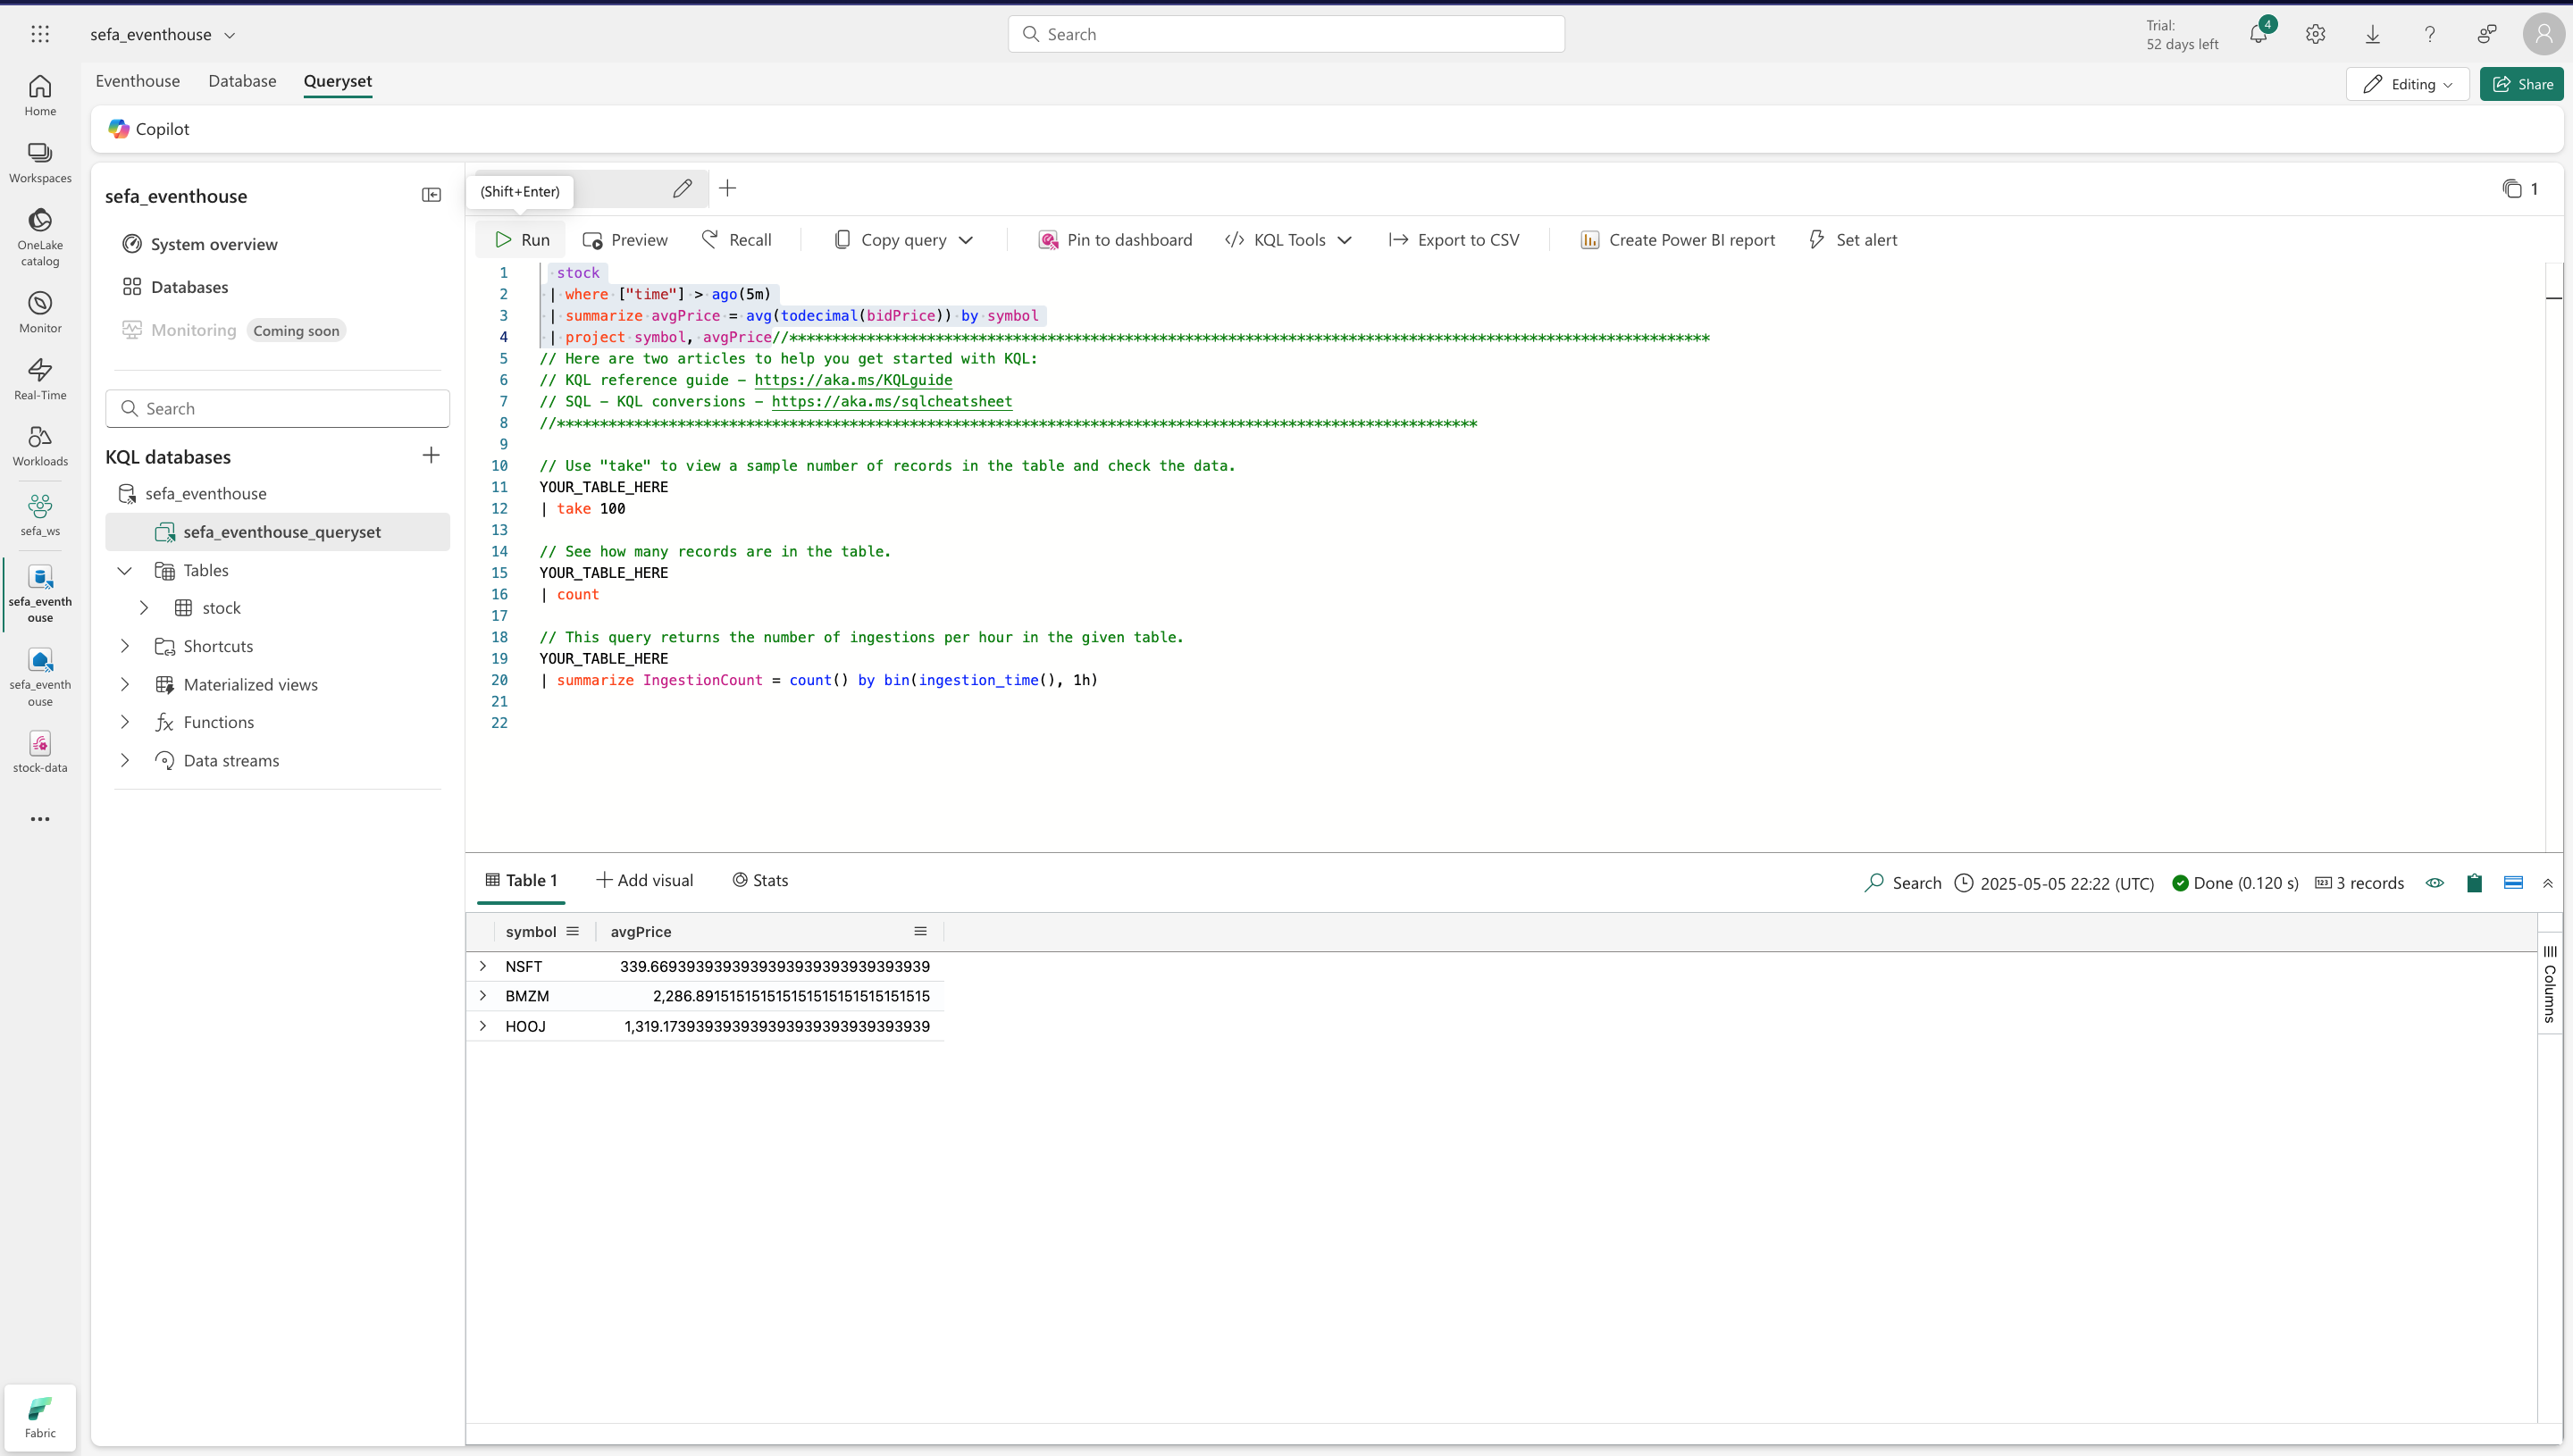 sefa_eventhouse
Search
Trial:
52 days left
4
Home
Workspaces
OneLake
catalog
Monitor
Real-Time
Workloads
sefa_ws
sefa_eventh
ouse
sefa_eventh
ouse
stock-data
Fabric
Eventhouse Database Queryset
Editing
Share
Copilot
sefa_eventhouse
System overview
Databases
Monitoring Coming soon
Search
KQL databases
sefa_eventhouse
sefa_eventhouse_queryset
Tables
stock
Shortcuts
Materialized views
Functions
Data streams
(Shift+Enter)
1
Run Preview Recall Copy query Pin to dashboard KQL Tools Export to CSV Create Power BI report Set alert
1 stock
2 | where ["time"] > ago(5m)
3 | summarize avgPrice = avg(todecimal(bidPrice)) by symbol
4 | project symbol, avgPrice//***********************************************************************************************************
5 // Here are two articles to help you get started with KQL:
6 // KQL reference guide - https://aka.ms/KQLguide
7 // SQL - KQL conversions - https://aka.ms/sqlcheatsheet
8 //***********************************************************************************************************
9
10 // Use "take" to view a sample number of records in the table and check the data.
11 YOUR_TABLE_HERE
12 | take 100
13
14 // See how many records are in the table.
15 YOUR_TABLE_HERE
16 | count
17
18 // This query returns the number of ingestions per hour in the given table.
19 YOUR_TABLE_HERE
20 | summarize IngestionCount = count() by bin(ingestion_time(), 1h)
21
22
Table 1 Add visual Stats
Search 2025-05-05 22:22 (UTC) Done (0.120 s) 3 records
symbol avgPrice
NSFT 339.6693939393939393939393939393939
BMZM 2,286.891515151515151515151515151515
HOOJ 1,319.173939393939393939393939393939
Columns